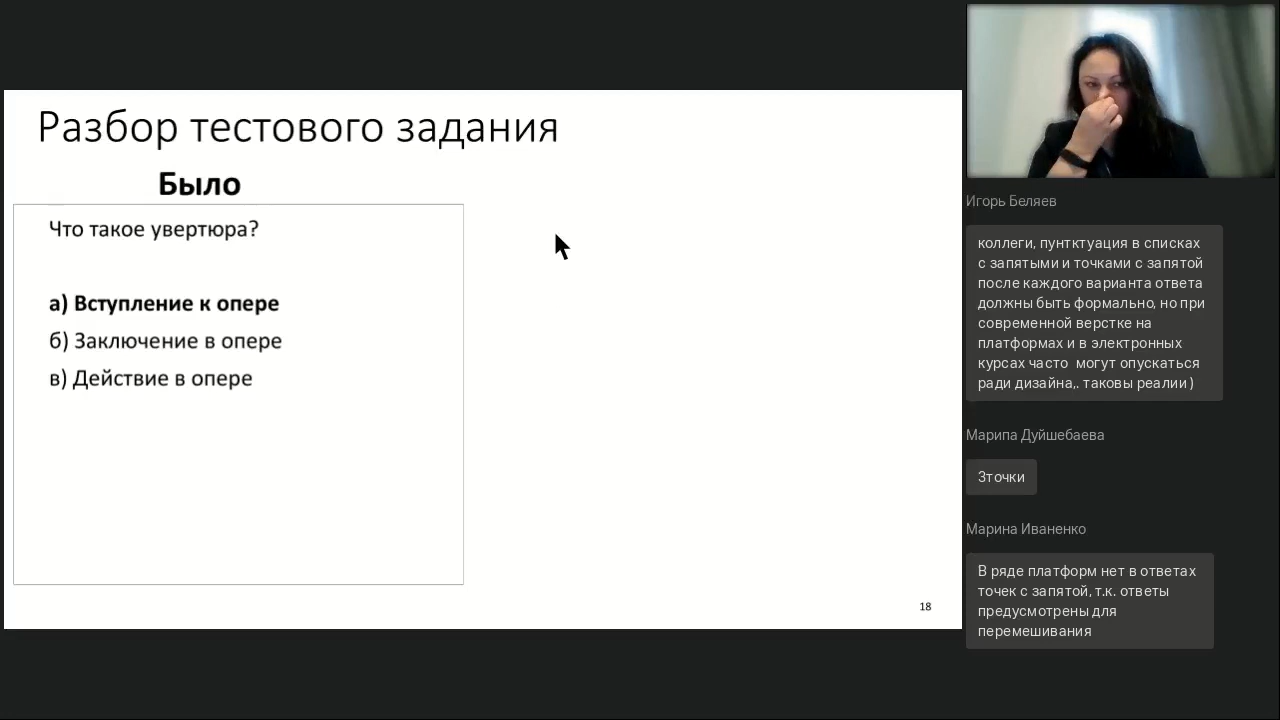 Разбор тестового задания
Было
Что такое увертюра?
а) Вступление к опере
б) Заключение в опере
в) Действие в опере
18
Игорь Беляев
коллеги, пунтктуация в списках
с запятыми и точками с запятой
после каждого варианта ответа
должны быть формально, но при
современной верстке на
платформах и в электронных
курсах часто могут опускаться
ради дизайна,. таковы реалии )
Марипа Дуйшебаева
3точки
Марина Иваненко
В ряде платформ нет в ответах
точек с запятой, т.к. ответы
предусмотрены для
перемешивания